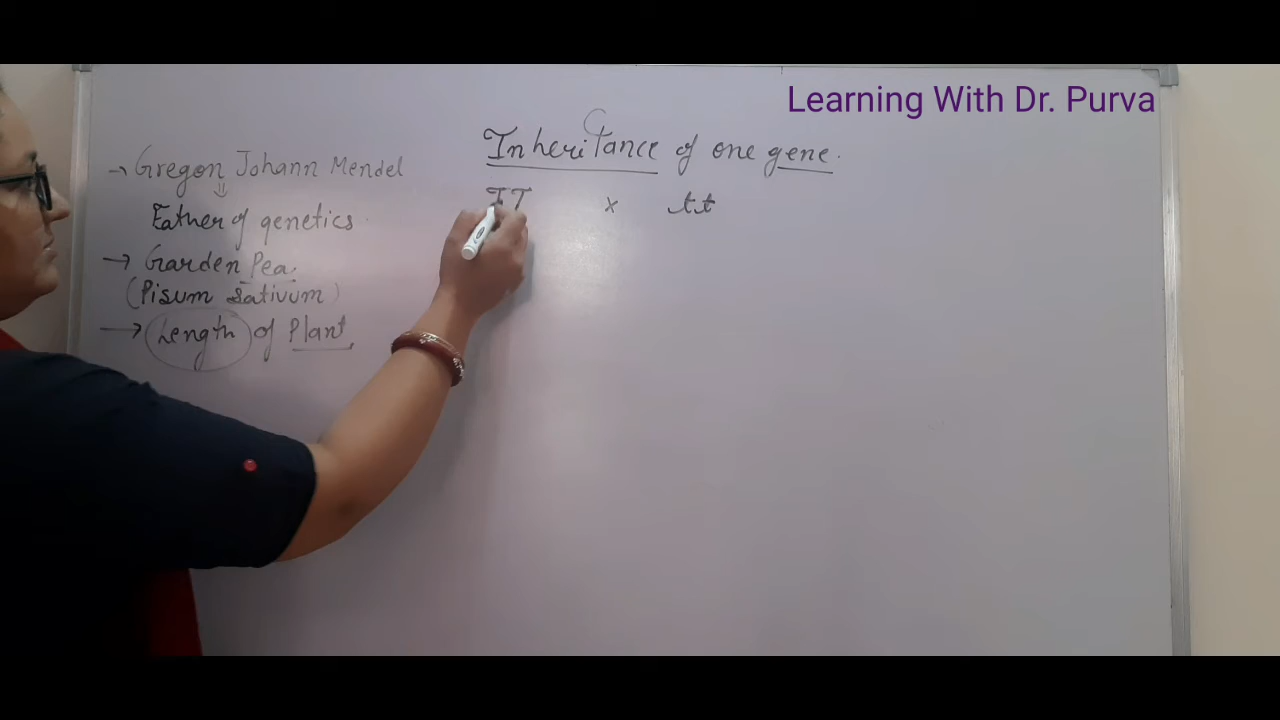 Learning With Dr. Purva
Inheritance of one gene.
TT x tt
→ Gregon Johann Mendel
⇓
Father of genetics
→ Garden Pea.
(Pisum Sativum)
→ Length of Plant